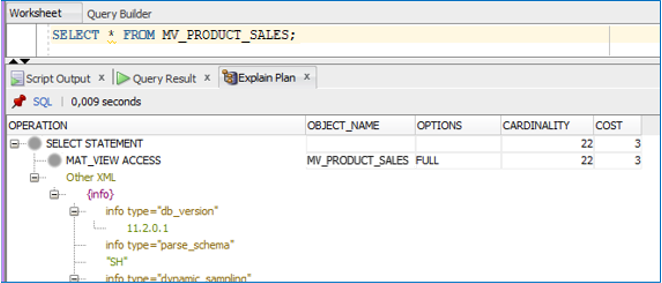 Worksheet Query Builder
SELECT * FROM MV_PRODUCT_SALES;
Script Output x Query Result x Explain Plan x
SQL | 0,009 seconds
OPERATION OBJECT_NAME OPTIONS CARDINALITY COST
SELECT STATEMENT 22 3
MAT_VIEW ACCESS MV_PRODUCT_SALES FULL 22 3
Other XML
{info}
info type="db_version"
11.2.0.1
info type="parse_schema"
"SH"
info type="dynamic_sampling"